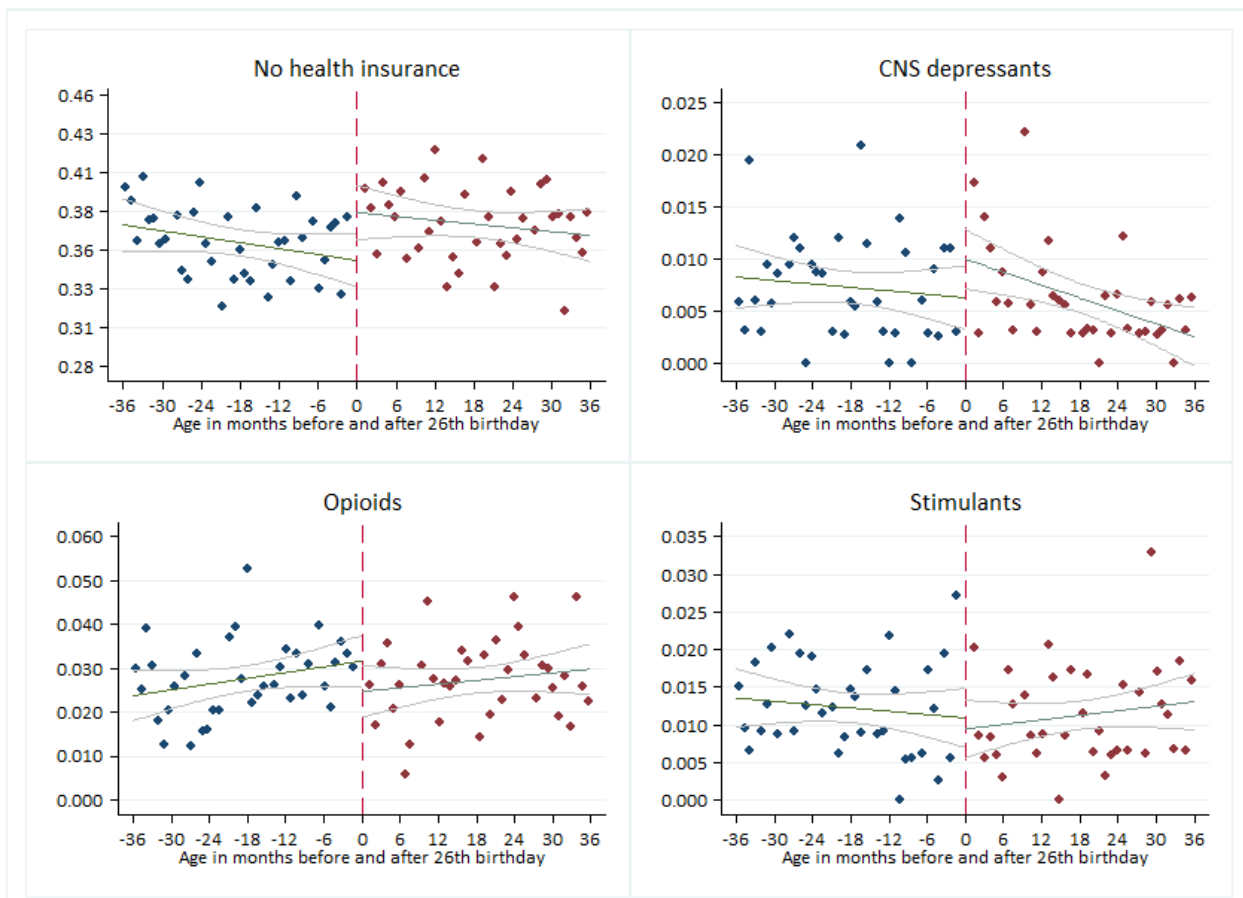 No health insurance
0.46
0.43
0.41
0.38
0.36
0.33
0.31
0.28
-36 -30 -24 -18 -12 -6 0 6 12 18 24 30 36
Age in months before and after 26th birthday
CNS depressants
0.025
0.020
0.015
0.010
0.005
0.000
-36 -30 -24 -18 -12 -6 0 6 12 18 24 30 36
Age in months before and after 26th birthday
Opioids
0.060
0.050
0.040
0.030
0.020
0.010
0.000
-36 -30 -24 -18 -12 -6 0 6 12 18 24 30 36
Age in months before and after 26th birthday
Stimulants
0.035
0.030
0.025
0.020
0.015
0.010
0.005
0.000
-36 -30 -24 -18 -12 -6 0 6 12 18 24 30 36
Age in months before and after 26th birthday